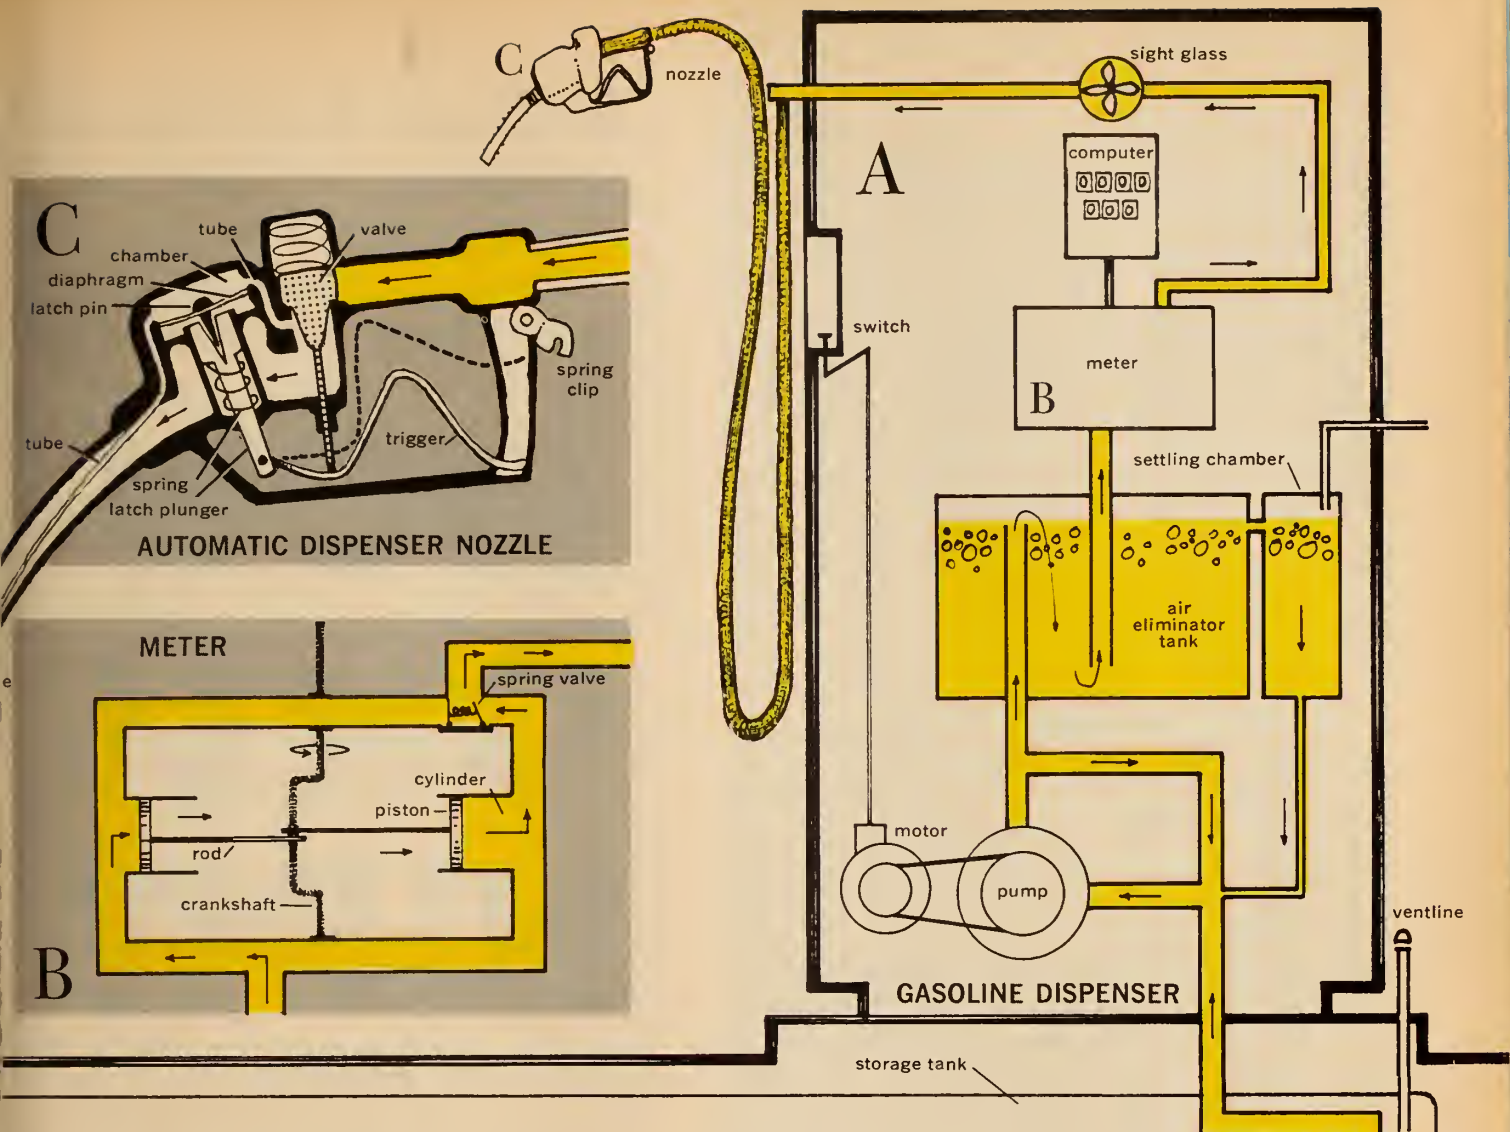 C
nozzle
sight glass
A
computer
0000
000
switch
meter
B
settling chamber
air
eliminator
tank
motor
pump
ventline
GASOLINE DISPENSER
storage tank
C
tube
valve
chamber
diaphragm
latch pin
spring
clip
trigger
tube
spring
latch plunger
AUTOMATIC DISPENSER NOZZLE
e
METER
spring valve
cylinder
piston
rod
crankshaft
B